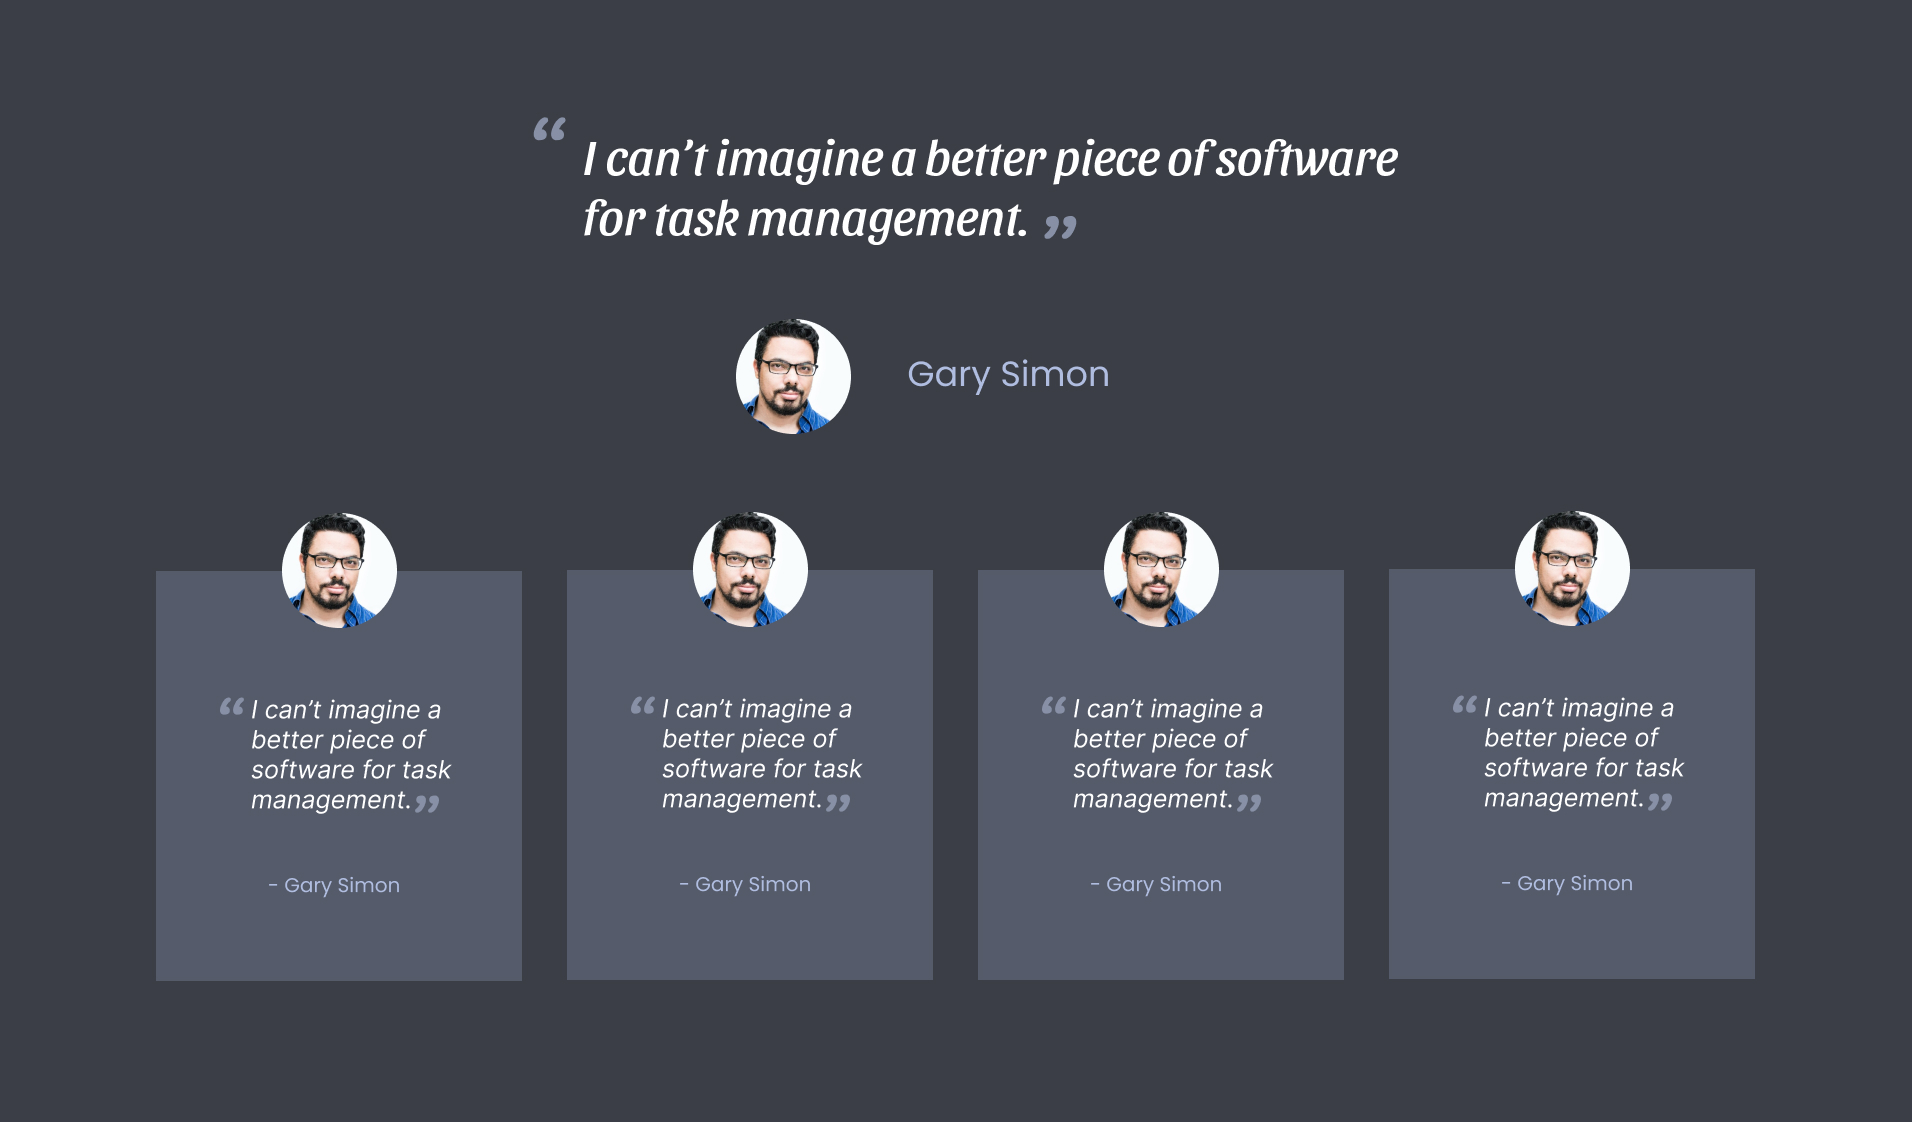 “ I can’t imagine a better piece of software
for task management. ”
Gary Simon
“ I can’t imagine a
better piece of
software for task
management. ”
- Gary Simon
“ I can’t imagine a
better piece of
software for task
management. ”
- Gary Simon
“ I can’t imagine a
better piece of
software for task
management. ”
- Gary Simon
“ I can’t imagine a
better piece of
software for task
management. ”
- Gary Simon